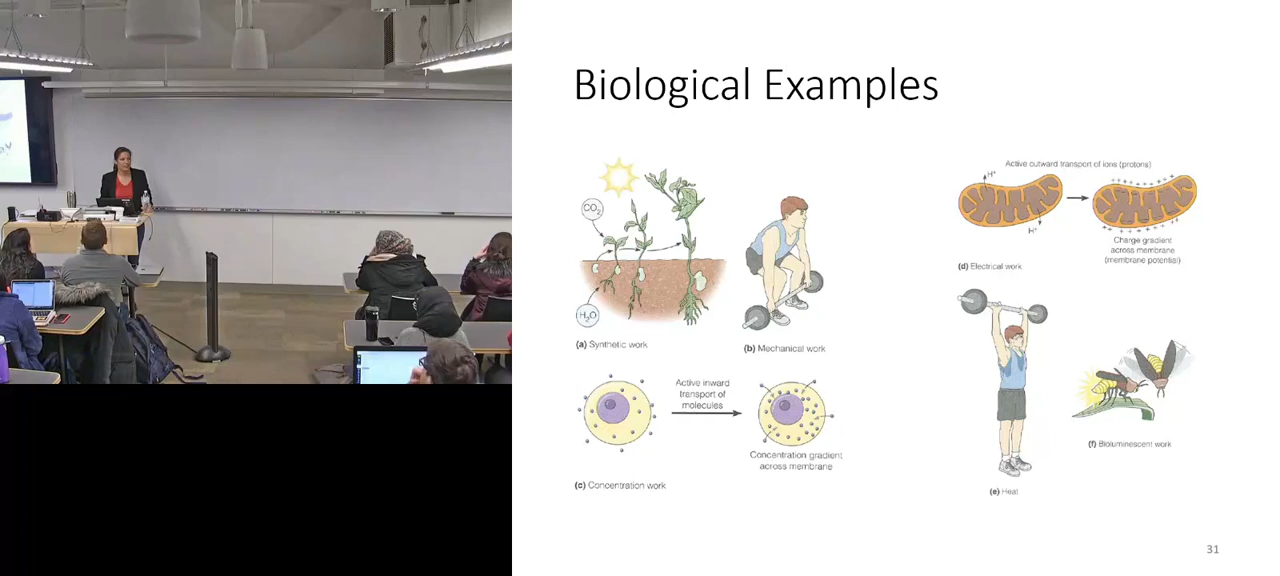 Biological Examples
CO2
H2O
(a) Synthetic work
(b) Mechanical work
Active inward
transport of
molecules
Concentration gradient
across membrane
(c) Concentration work
Active outward transport of ions (protons)
H+
H+
Charge gradient
across membrane
(membrane potential)
(d) Electrical work
(e) Heat
(f) Bioluminescent work
31